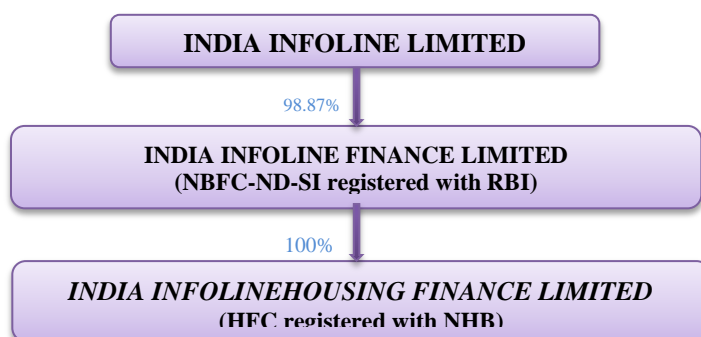 INDIA INFOLINE LIMITED
98.87%
INDIA INFOLINE FINANCE LIMITED
(NBFC-ND-SI registered with RBI)
100%
INDIA INFOLINEHOUSING FINANCE LIMITED
(HFC registered with NHB)